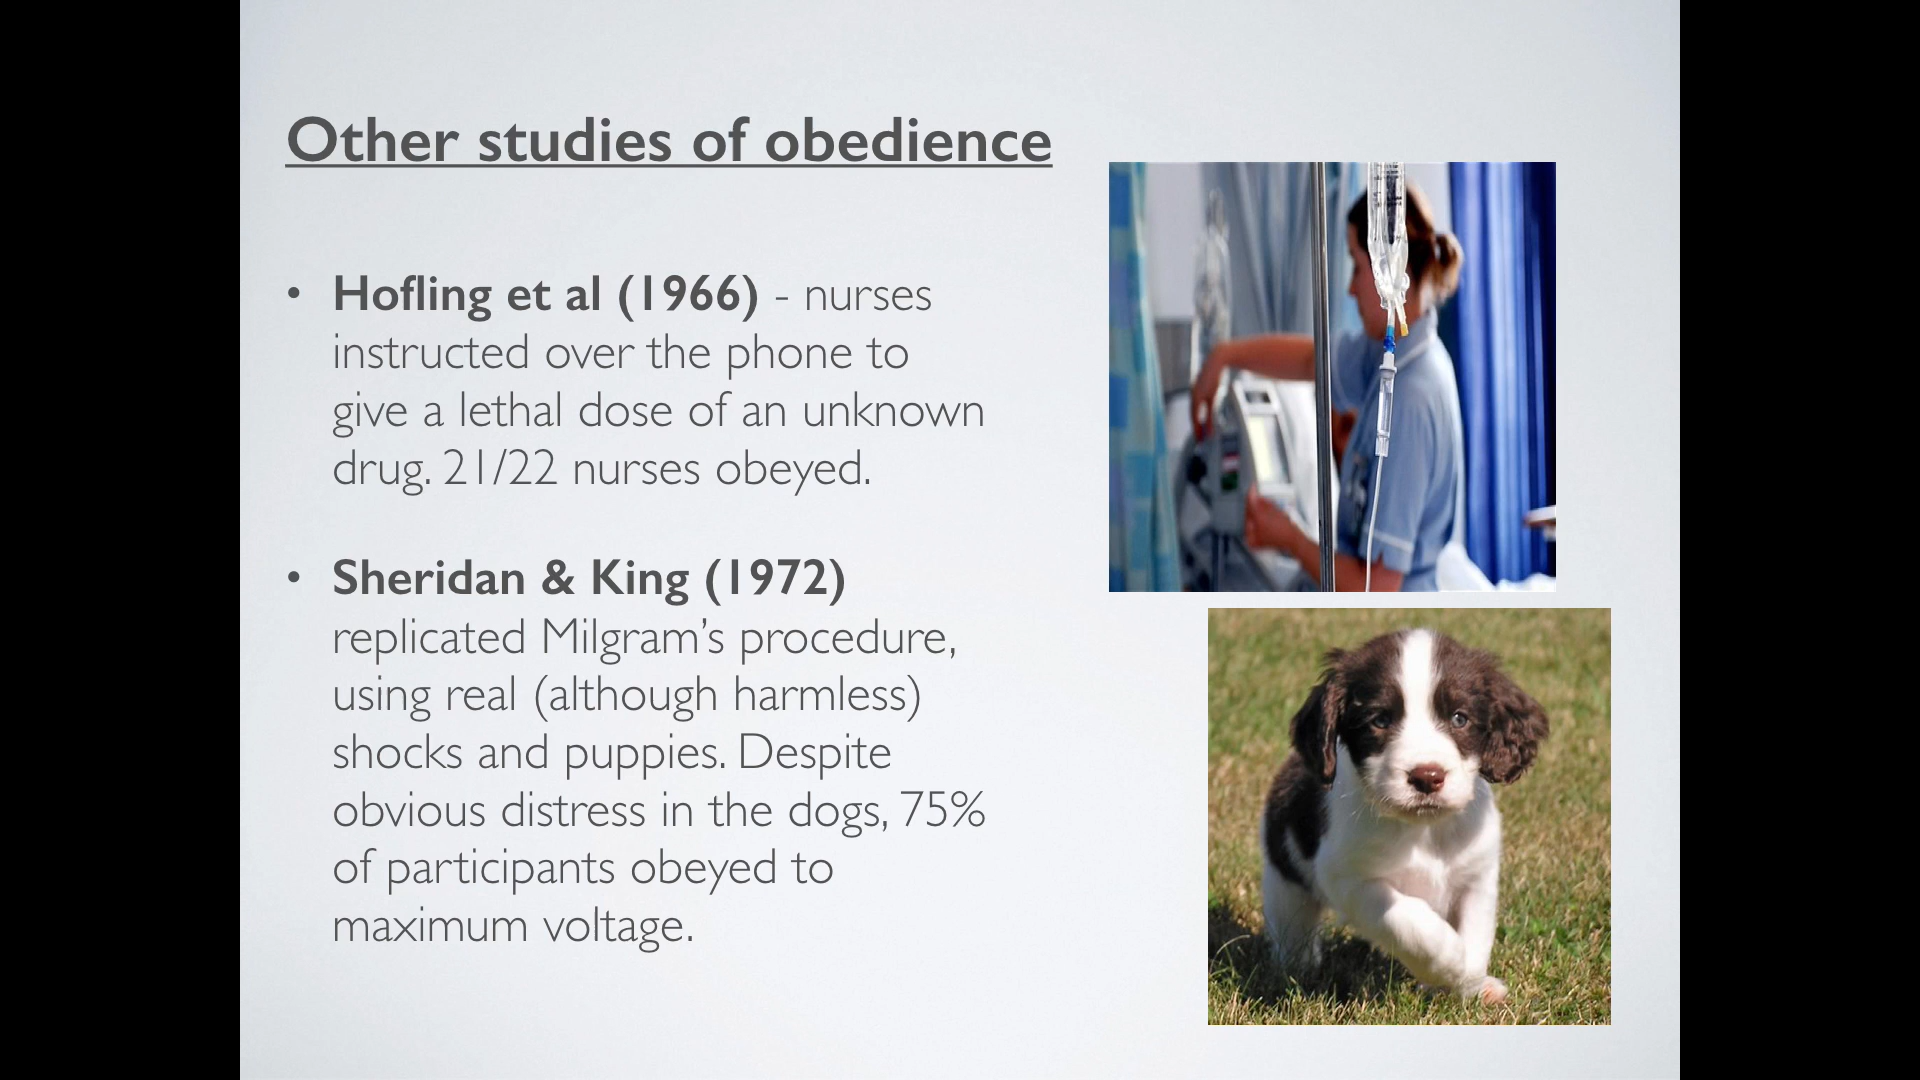 Other studies of obedience
• Hofling et al (1966) - nurses
instructed over the phone to
give a lethal dose of an unknown
drug. 21/22 nurses obeyed.
• Sheridan & King (1972)
replicated Milgram’s procedure,
using real (although harmless)
shocks and puppies. Despite
obvious distress in the dogs, 75%
of participants obeyed to
maximum voltage.